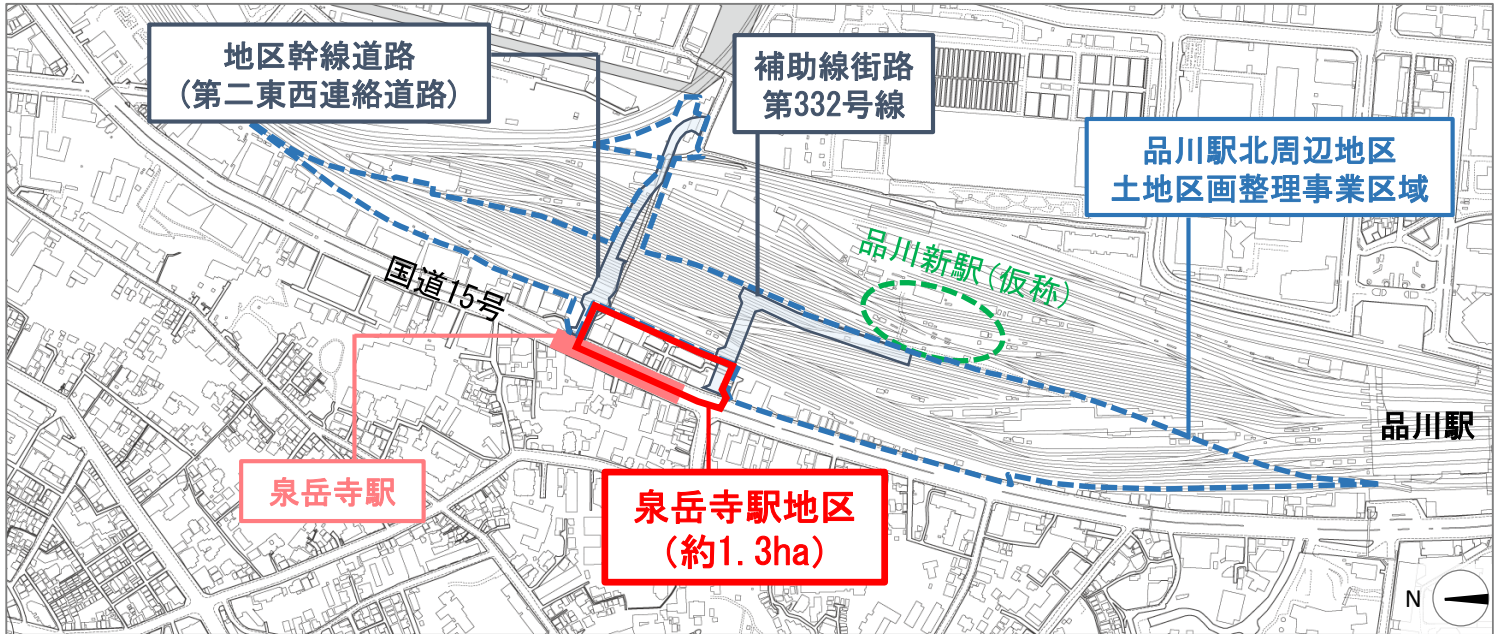 地区幹線道路
(第二東西連絡道路)
補助線街路
第332号線
品川駅北周辺地区
土地区画整理事業区域
品川新駅(仮称)
国道15号
品川駅
泉岳寺駅
泉岳寺駅地区
(約1.3ha)
N